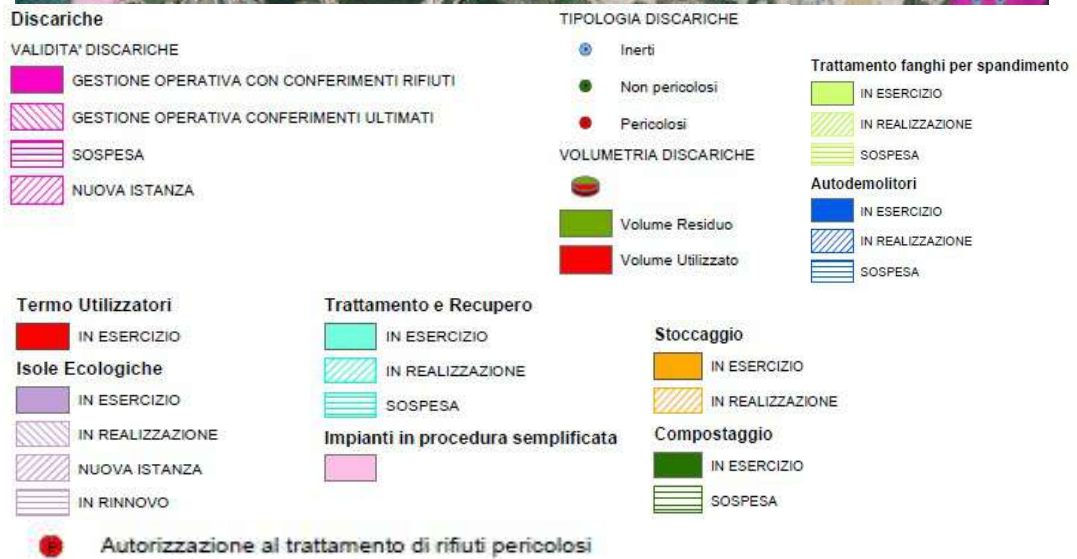 Discariche
VALIDITA' DISCARICHE
GESTIONE OPERATIVA CON CONFERIMENTI RIFIUTI
GESTIONE OPERATIVA CONFERIMENTI ULTIMATI
SOSPESA
NUOVA ISTANZA
TIPOLOGIA DISCARICHE
Inerti
Non pericolosi
Pericolosi
VOLUMETRIA DISCARICHE
Volume Residuo
Volume Utilizzato
Trattamento fanghi per spandimento
IN ESERCIZIO
IN REALIZZAZIONE
SOSPESA
Autodemolitori
IN ESERCIZIO
IN REALIZZAZIONE
SOSPESA
Termo Utilizzatori
IN ESERCIZIO
Isole Ecologiche
IN ESERCIZIO
IN REALIZZAZIONE
NUOVA ISTANZA
IN RINNOVO
Trattamento e Recupero
IN ESERCIZIO
IN REALIZZAZIONE
SOSPESA
Impianti in procedura semplificata
Stoccaggio
IN ESERCIZIO
IN REALIZZAZIONE
Compostaggio
IN ESERCIZIO
SOSPESA
Autorizzazione al trattamento di rifiuti pericolosi